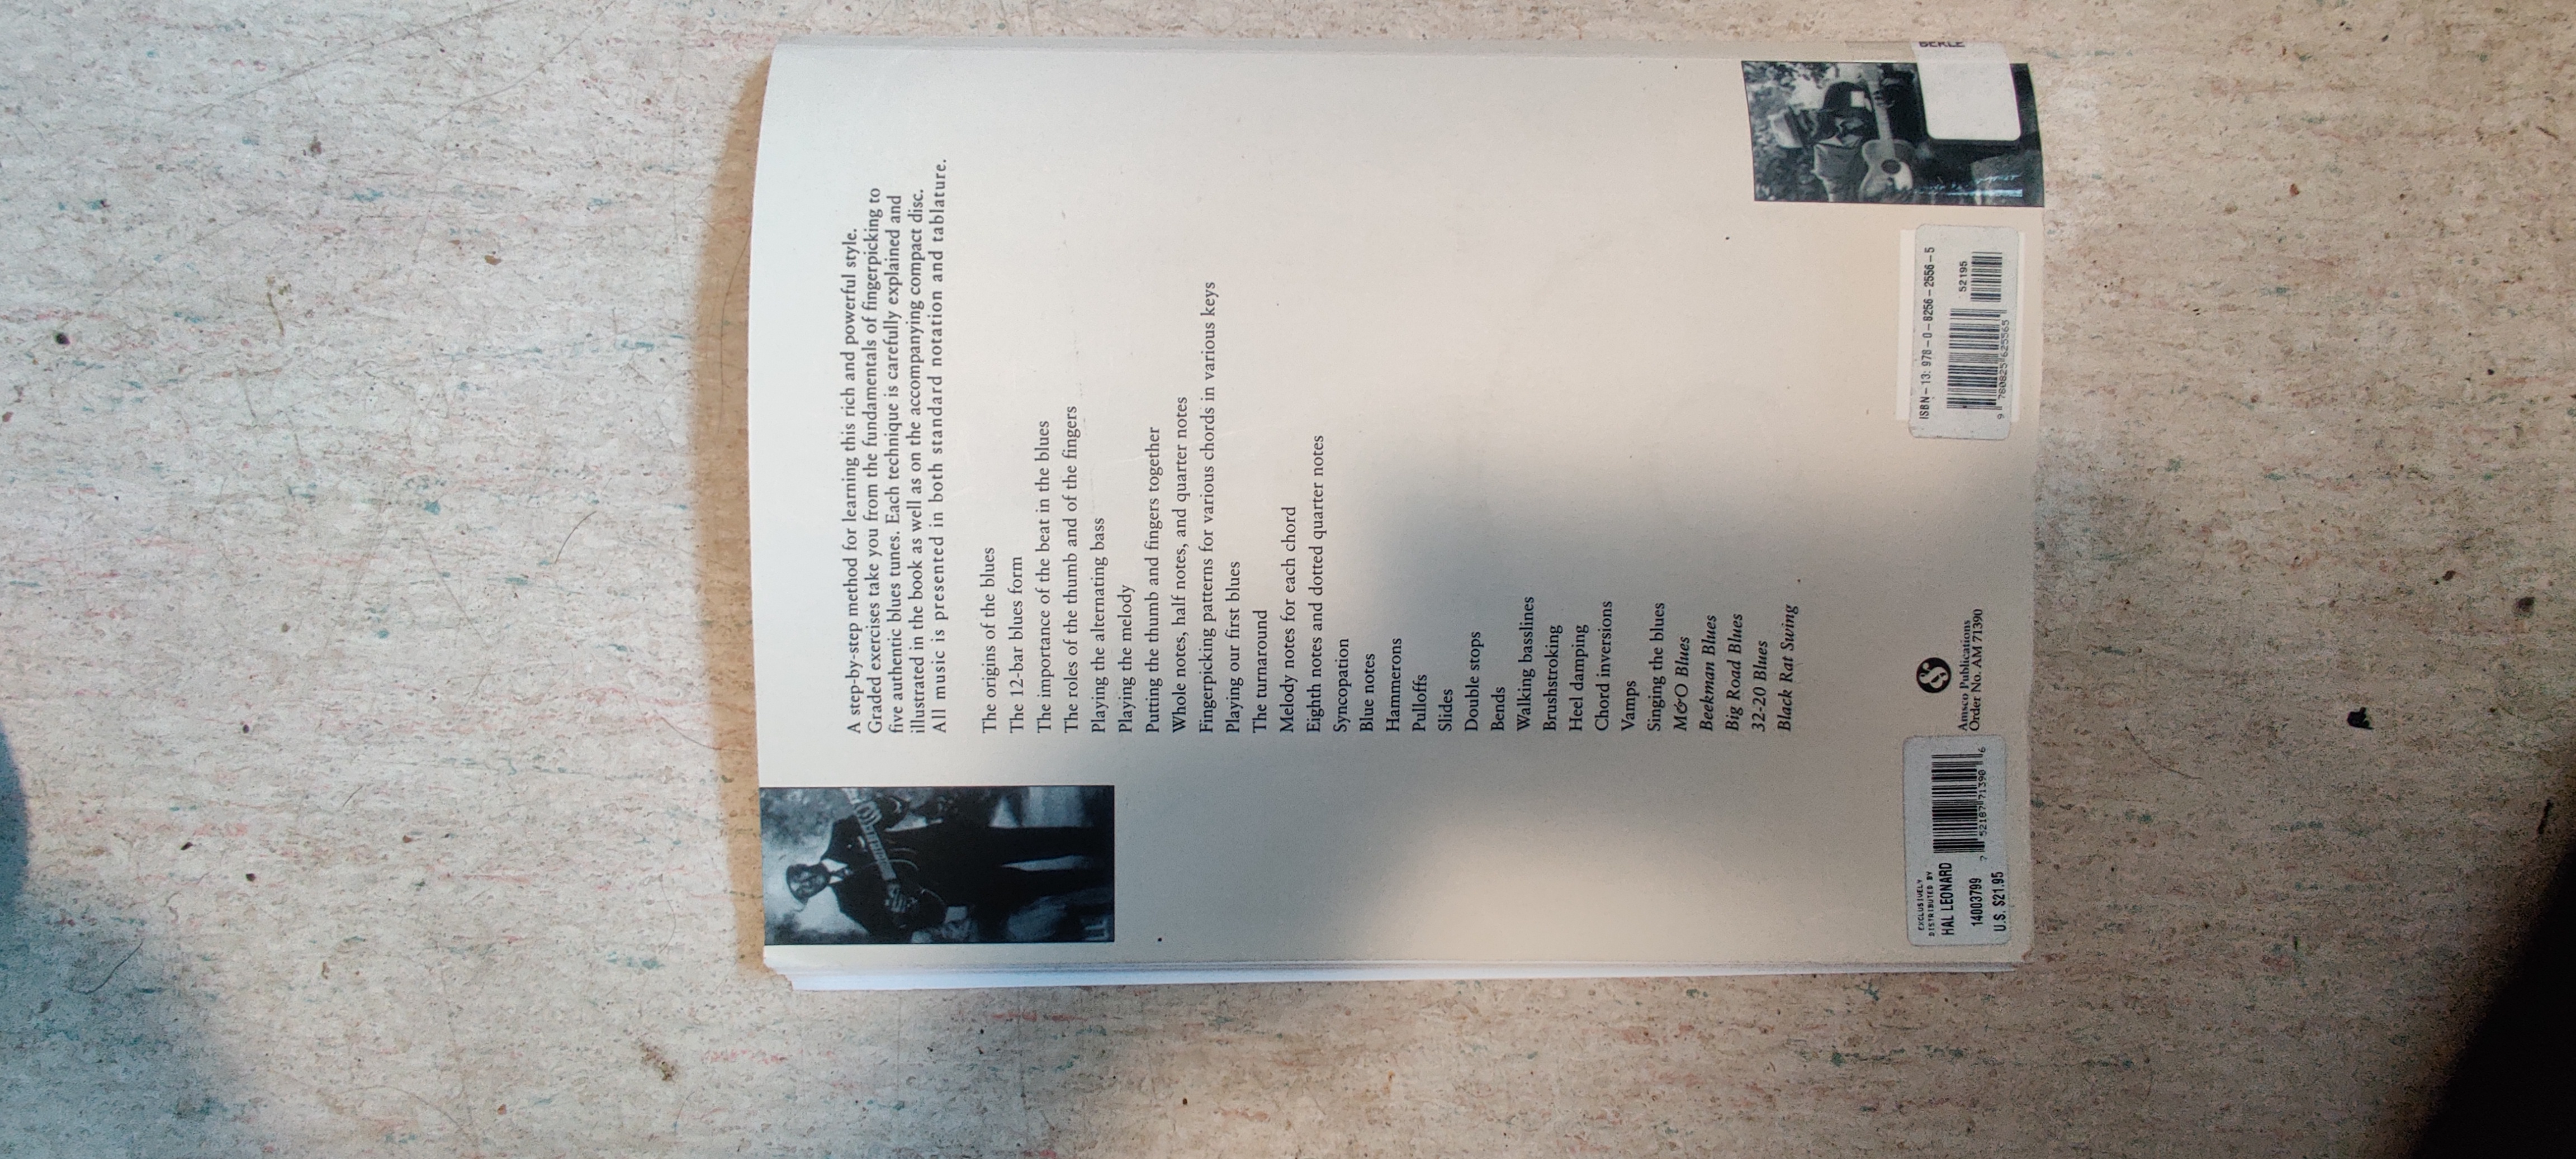 A step-by-step method for learning this rich and powerful style.
Graded exercises take you from the fundamentals of fingerpicking to
five authentic blues tunes. Each technique is carefully explained and
illustrated in the book as well as on the accompanying compact disc.
All music is presented in both standard notation and tablature.
The origins of the blues
The 12-bar blues form
The importance of the beat in the blues
The roles of the thumb and of the fingers
Playing the alternating bass
Playing the melody
Putting the thumb and fingers together
Whole notes, half notes, and quarter notes
Fingerpicking patterns for various chords in various keys
Playing our first blues
The turnaround
Melody notes for each chord
Eighth notes and dotted quarter notes
Syncopation
Blue notes
Hammerons
Pulloffs
Slides
Double stops
Bends
Walking basslines
Brushstroking
Heel damping
Chord inversions
Vamps
Singing the blues
M&O Blues
Beekman Blues
Big Road Blues
32-20 Blues
Black Rat Swing
EXCLUSIVELY
DISTRIBUTED BY
HAL LEONARD
14003799
U.S. $21.95
7 52187 71390 6
Amsco Publications
Order No. AM 71390
ISBN-13: 978-0-8256-2556-5
52195
9 780825 625565